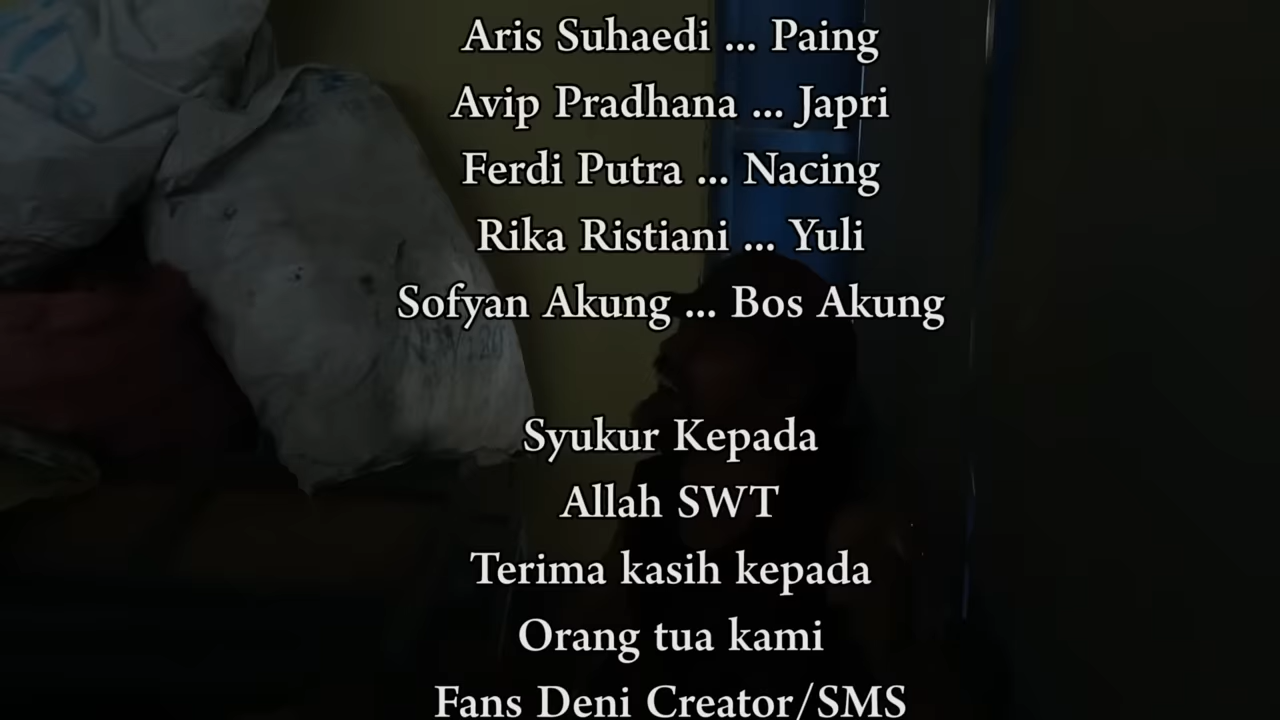 Aris Suhaedi ... Paing
Avip Pradhana ... Japri
Ferdi Putra ... Nacing
Rika Ristiani ... Yuli
Sofyan Akung ... Bos Akung
Syukur Kepada
Allah SWT
Terima kasih kepada
Orang tua kami
Fans Deni Creator/SMS